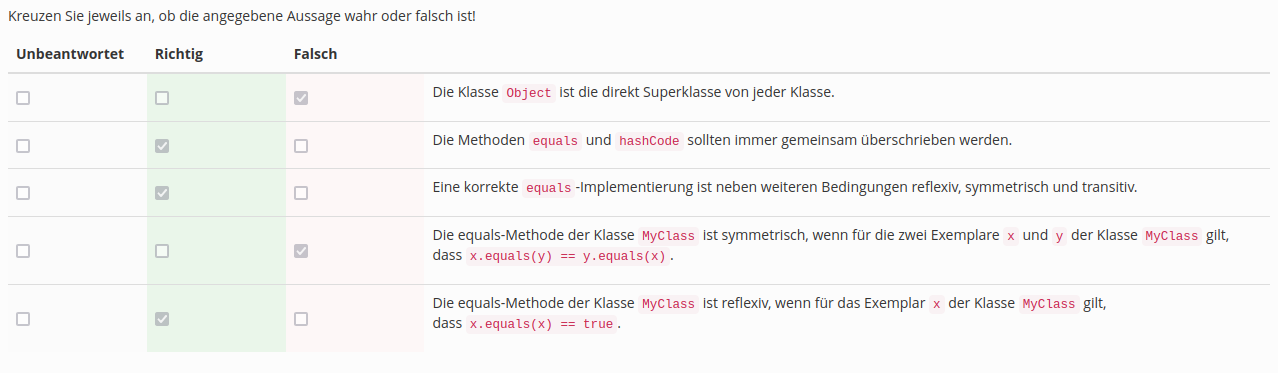 Kreuzen Sie jeweils an, ob die angegebene Aussage wahr oder falsch ist!
Unbeantwortet Richtig Falsch
Die Klasse Object ist die direkt Superklasse von jeder Klasse.
Die Methoden equals und hashCode sollten immer gemeinsam überschrieben werden.
Eine korrekte equals -Implementierung ist neben weiteren Bedingungen reflexiv, symmetrisch und transitiv.
Die equals-Methode der Klasse MyClass ist symmetrisch, wenn für die zwei Exemplare x und y der Klasse MyClass gilt,
dass x.equals(y) == y.equals(x).
Die equals-Methode der Klasse MyClass ist reflexiv, wenn für das Exemplar x der Klasse MyClass gilt,
dass x.equals(x) == true.